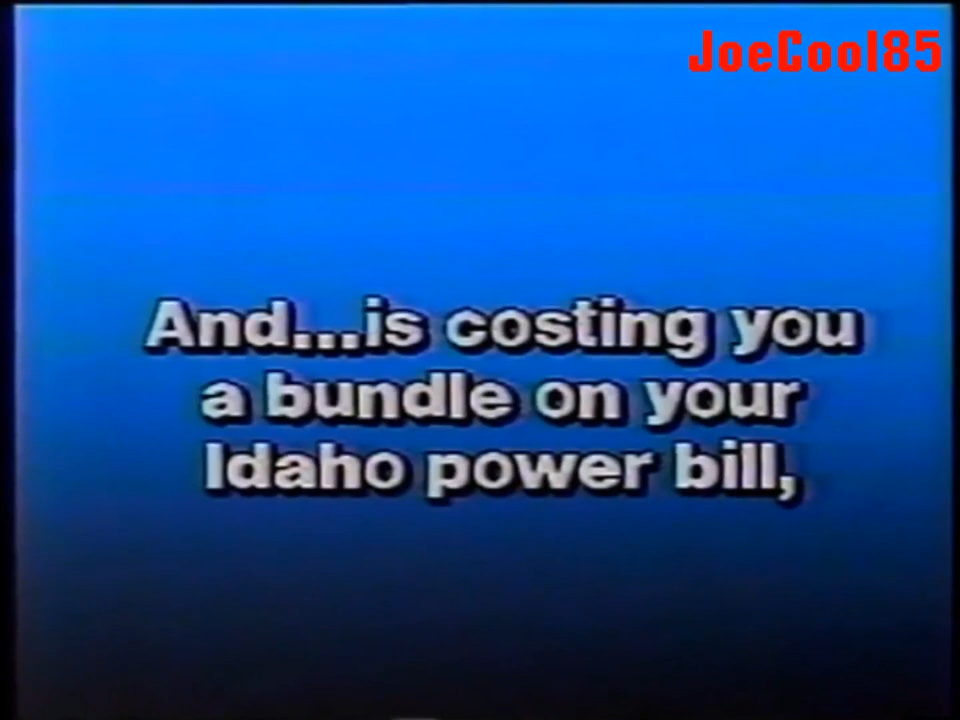 JoeCool85
And...is costing you
a bundle on your
Idaho power bill,